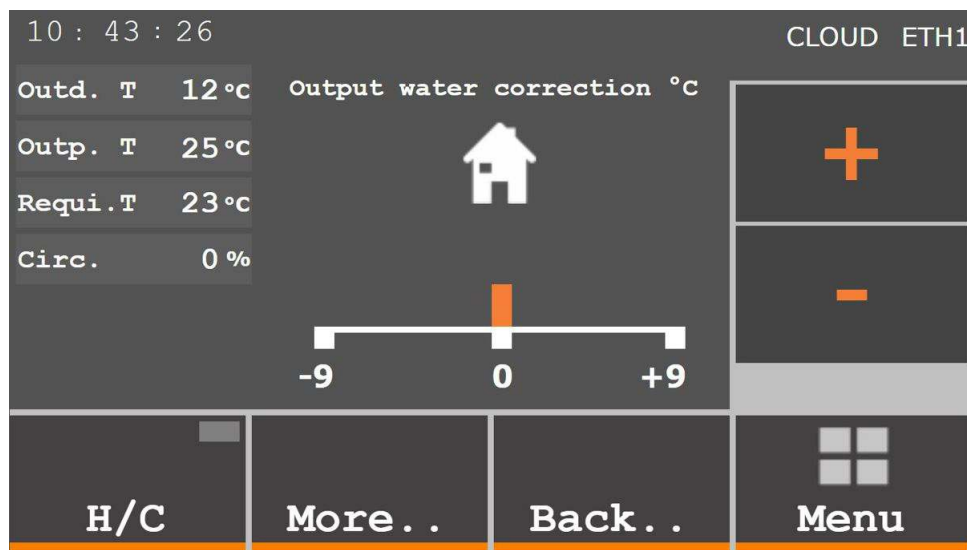 10 : 43 : 26
CLOUD ETH1
Outd. T 12 °C
Output water correction °C
Outp. T 25 °C
Requi.T 23 °C
Circ. 0 %
+
-
-9 0 +9
H/C
More..
Back..
Menu